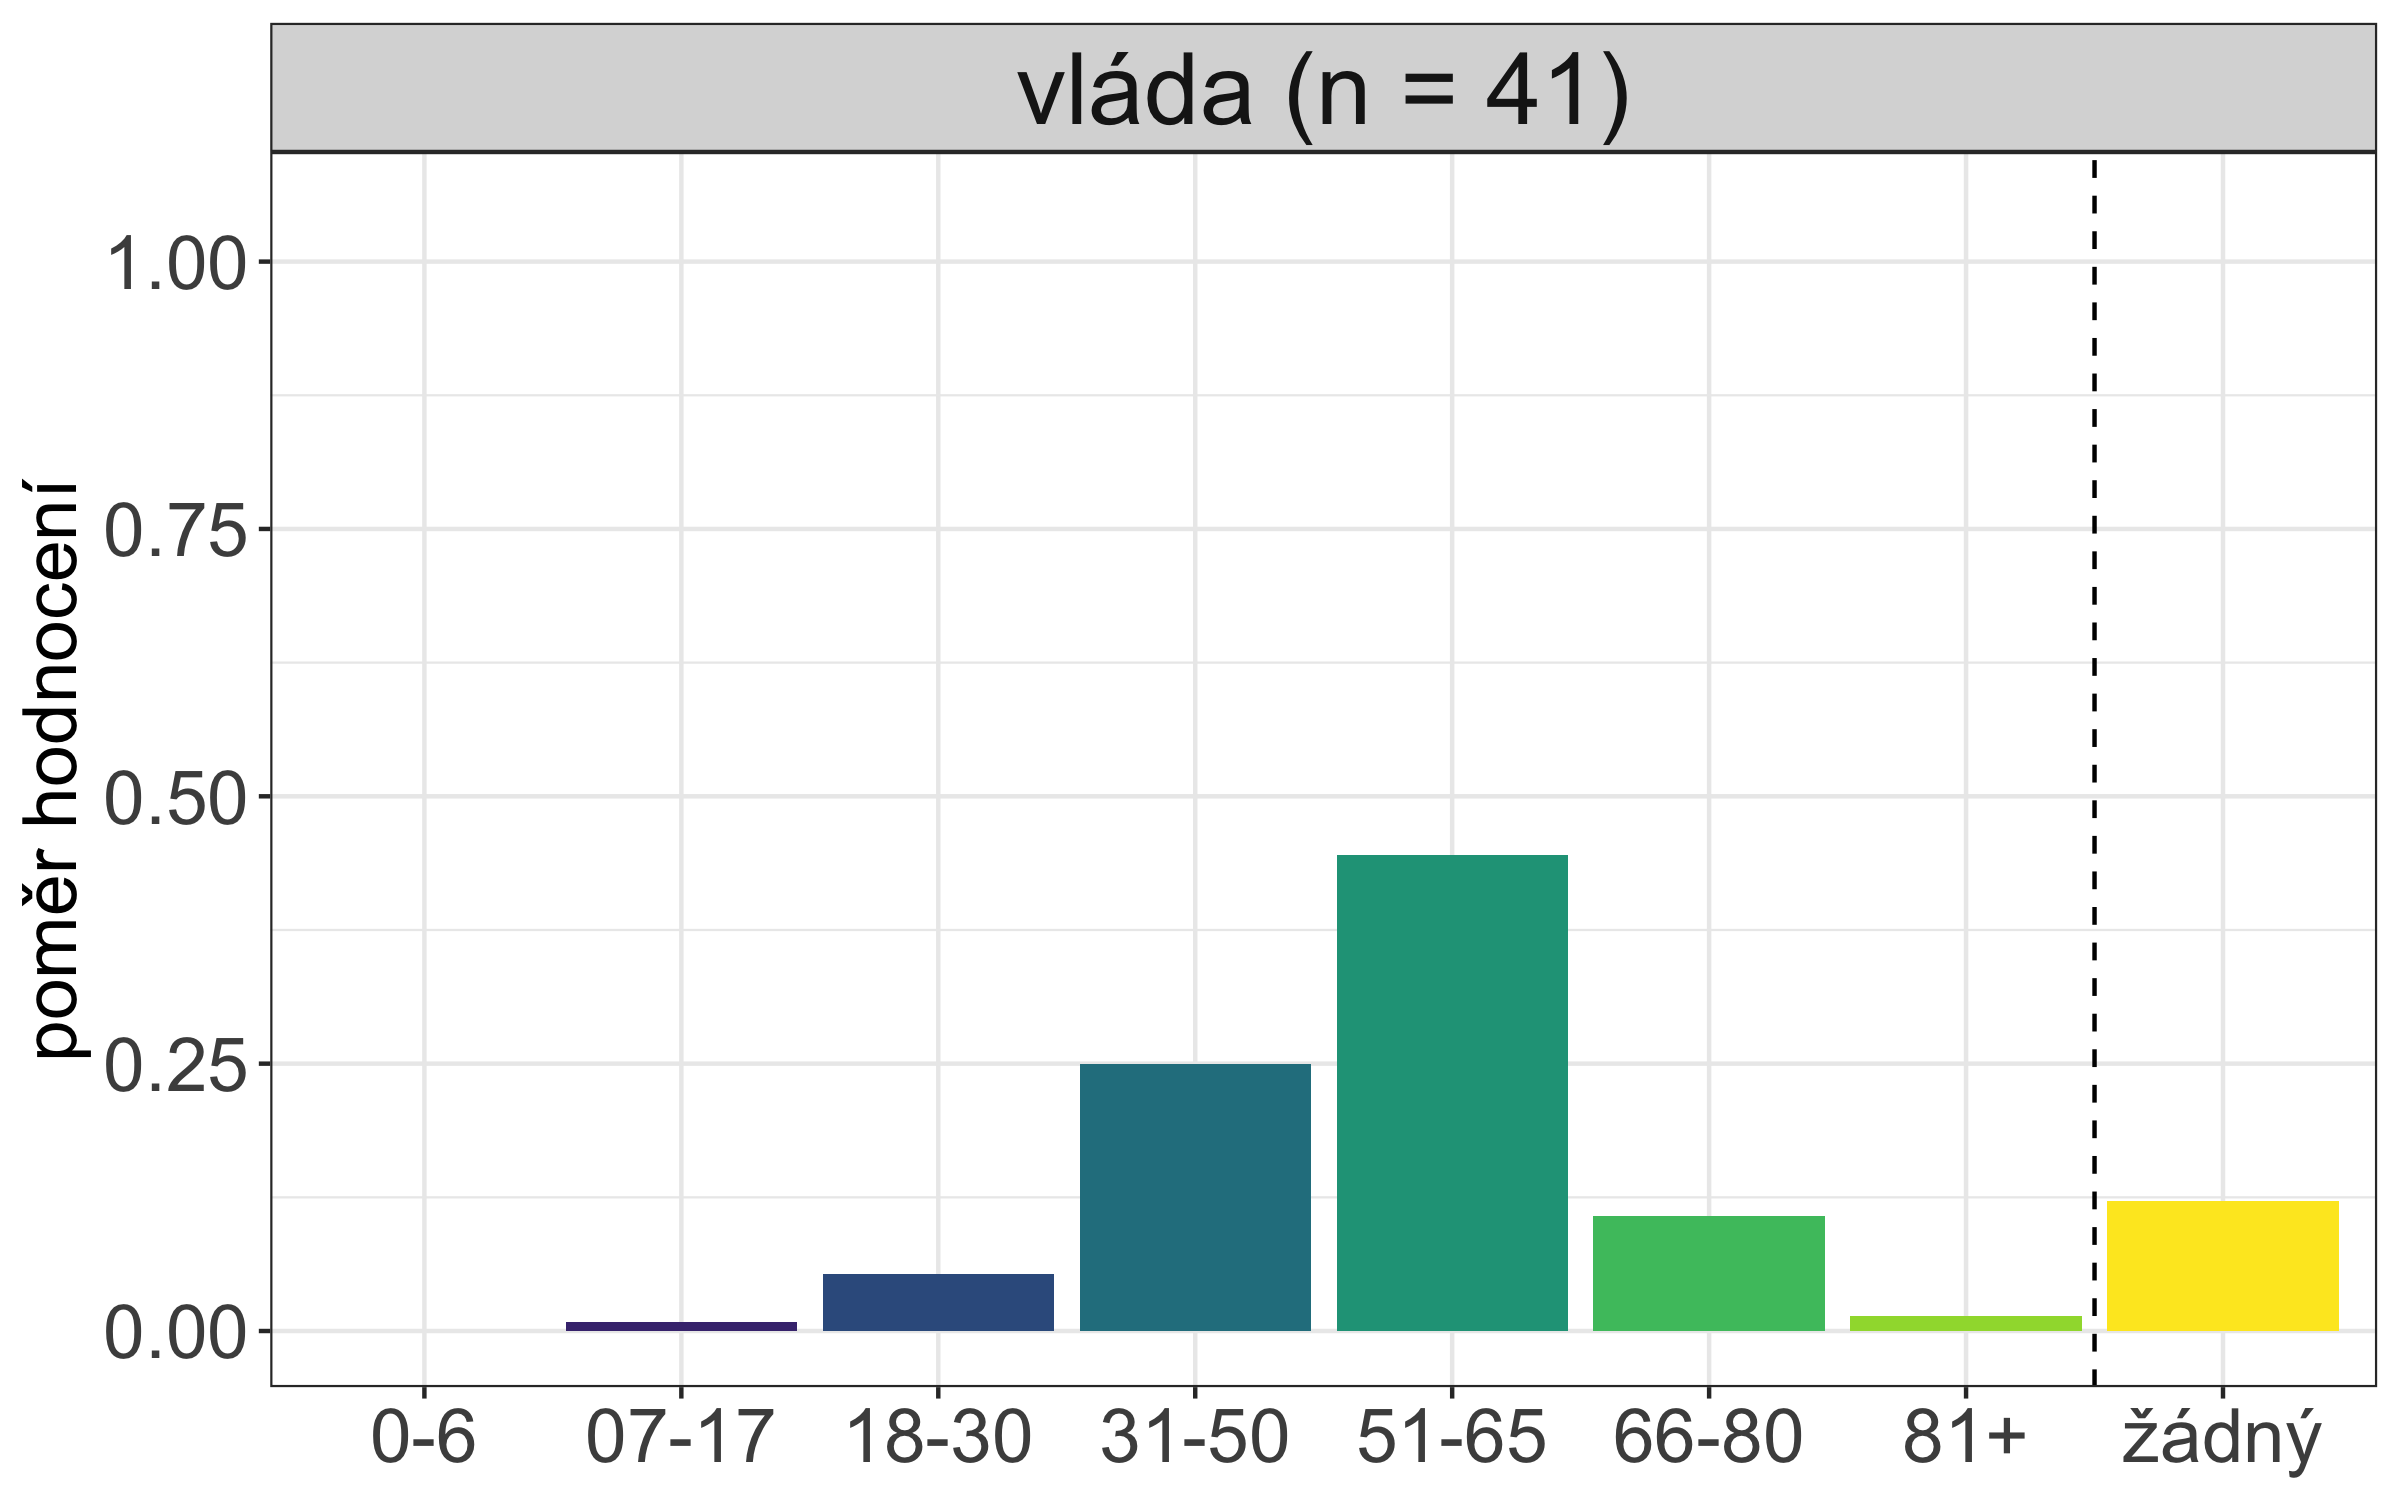 vláda (n = 41)
poměr hodnocení
1.00
0.75
0.50
0.25
0.00
0-6 07-17 18-30 31-50 51-65 66-80 81+ žádný